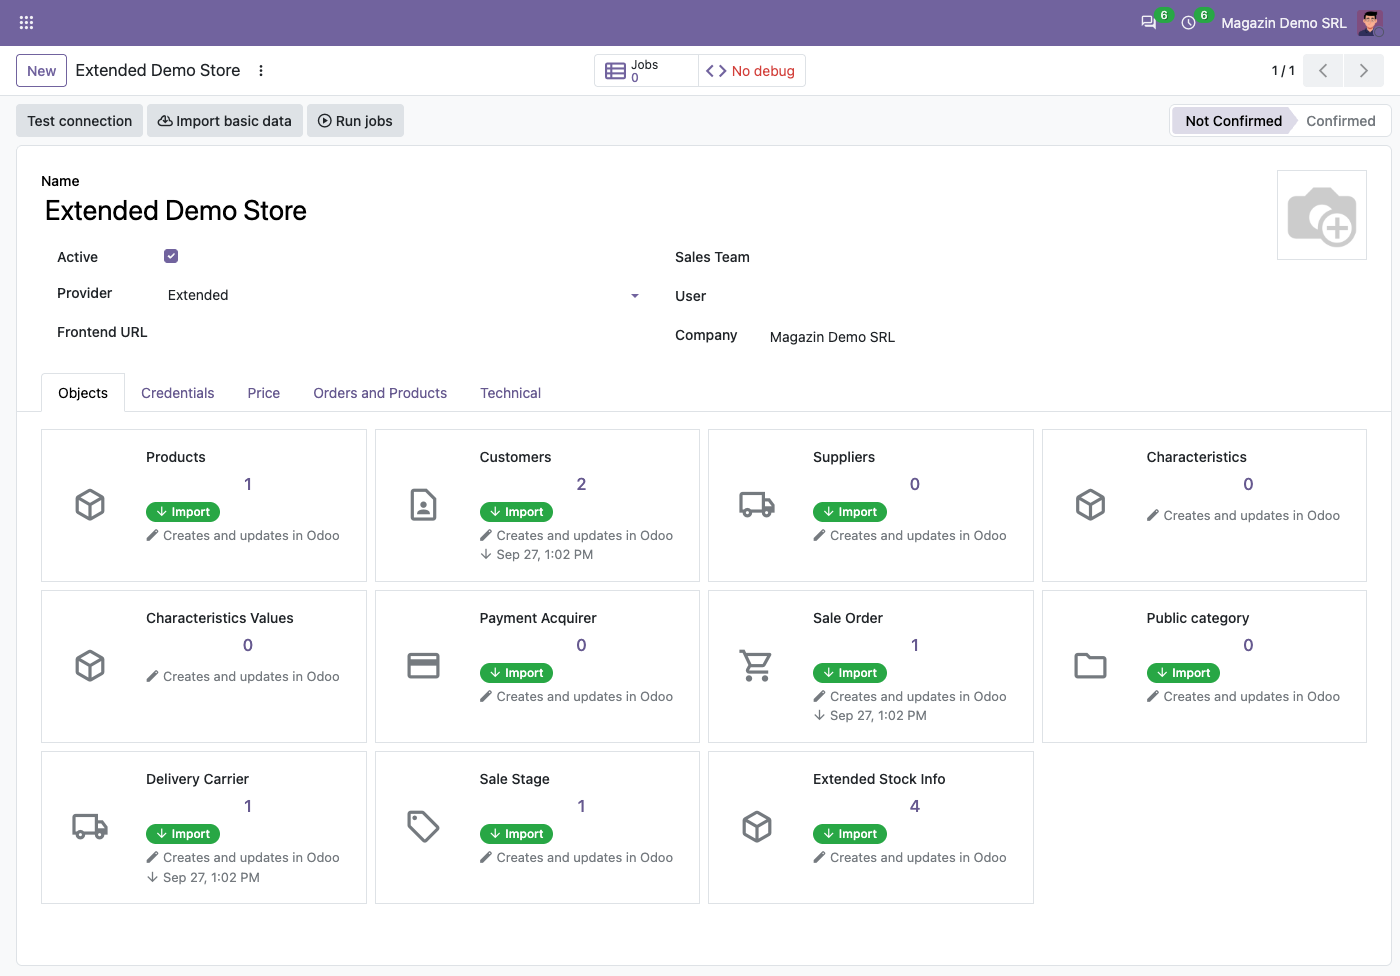 6
6
Magazin Demo SRL
New
Extended Demo Store
Jobs
0
No debug
1 / 1
Test connection
Import basic data
Run jobs
Not Confirmed
Confirmed
Name
Extended Demo Store
Active
Provider
Extended
Frontend URL
Sales Team
User
Company
Magazin Demo SRL
Objects
Credentials
Price
Orders and Products
Technical
Products
1
Import
Creates and updates in Odoo
Customers
2
Import
Creates and updates in Odoo
Sep 27, 1:02 PM
Suppliers
0
Import
Creates and updates in Odoo
Characteristics
0
Creates and updates in Odoo
Characteristics Values
0
Creates and updates in Odoo
Payment Acquirer
0
Import
Creates and updates in Odoo
Sale Order
1
Import
Creates and updates in Odoo
Sep 27, 1:02 PM
Public category
0
Import
Creates and updates in Odoo
Delivery Carrier
1
Import
Creates and updates in Odoo
Sep 27, 1:02 PM
Sale Stage
1
Import
Creates and updates in Odoo
Extended Stock Info
4
Import
Creates and updates in Odoo